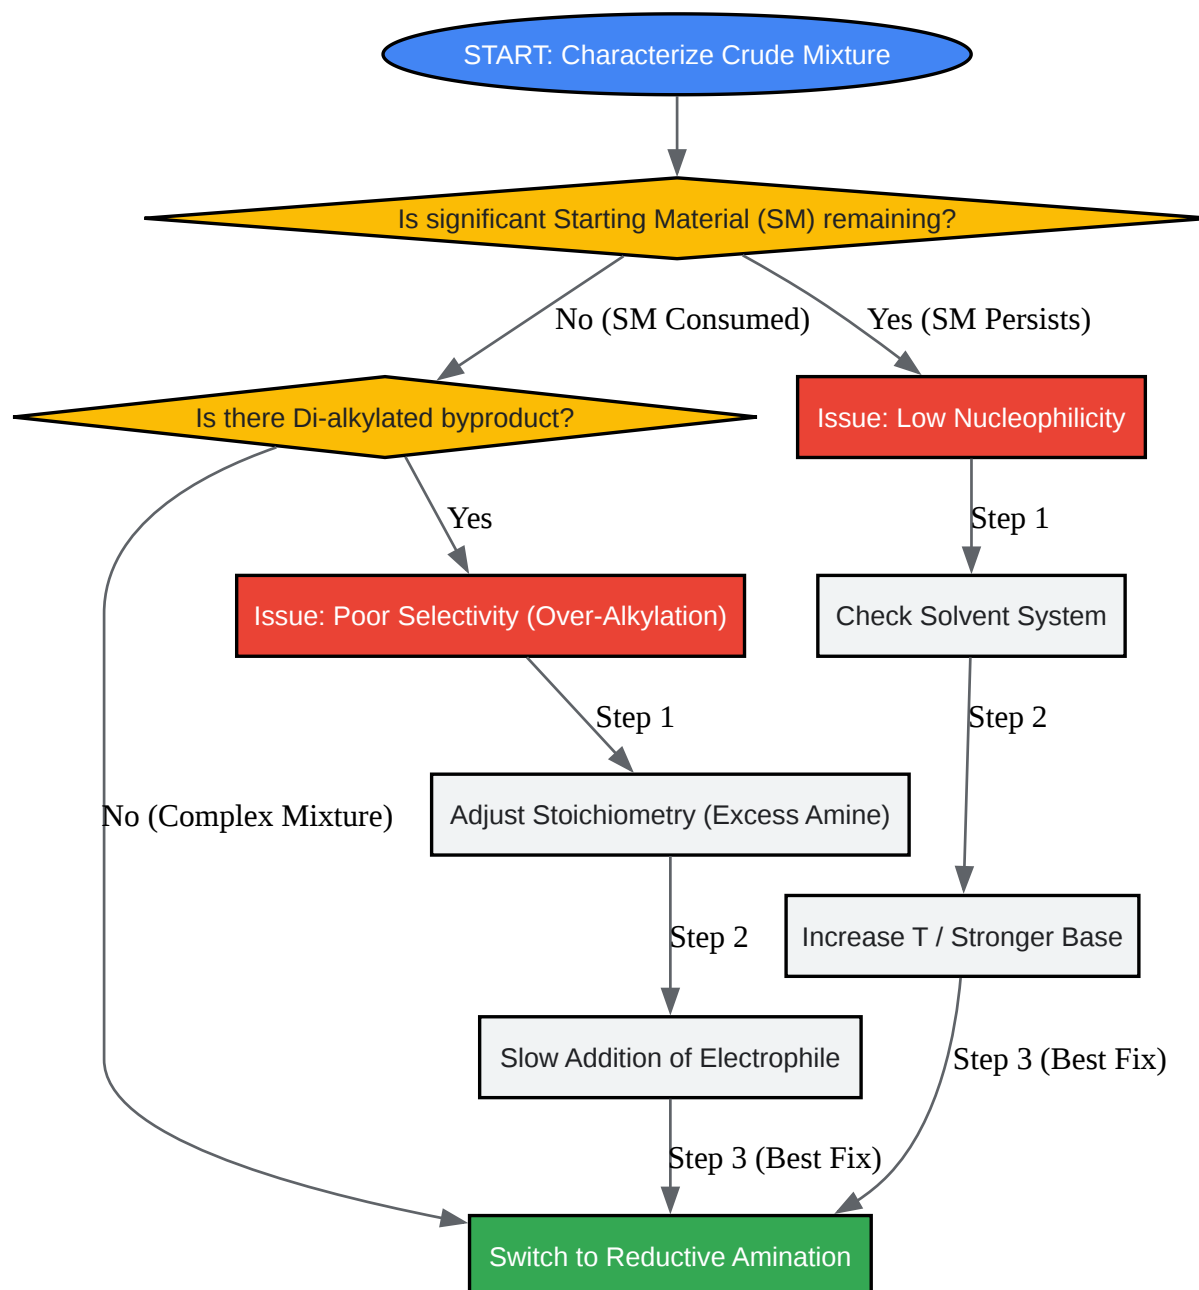 START: Characterize Crude Mixture
Is significant Starting Material (SM) remaining?
No (SM Consumed)
Yes (SM Persists)
Is there Di-alkylated byproduct?
Issue: Low Nucleophilicity
Yes
Step 1
Issue: Poor Selectivity (Over-Alkylation)
Check Solvent System
Step 1
Step 2
No (Complex Mixture)
Adjust Stoichiometry (Excess Amine)
Step 2
Increase T / Stronger Base
Slow Addition of Electrophile
Step 3 (Best Fix)
Step 3 (Best Fix)
Switch to Reductive Amination